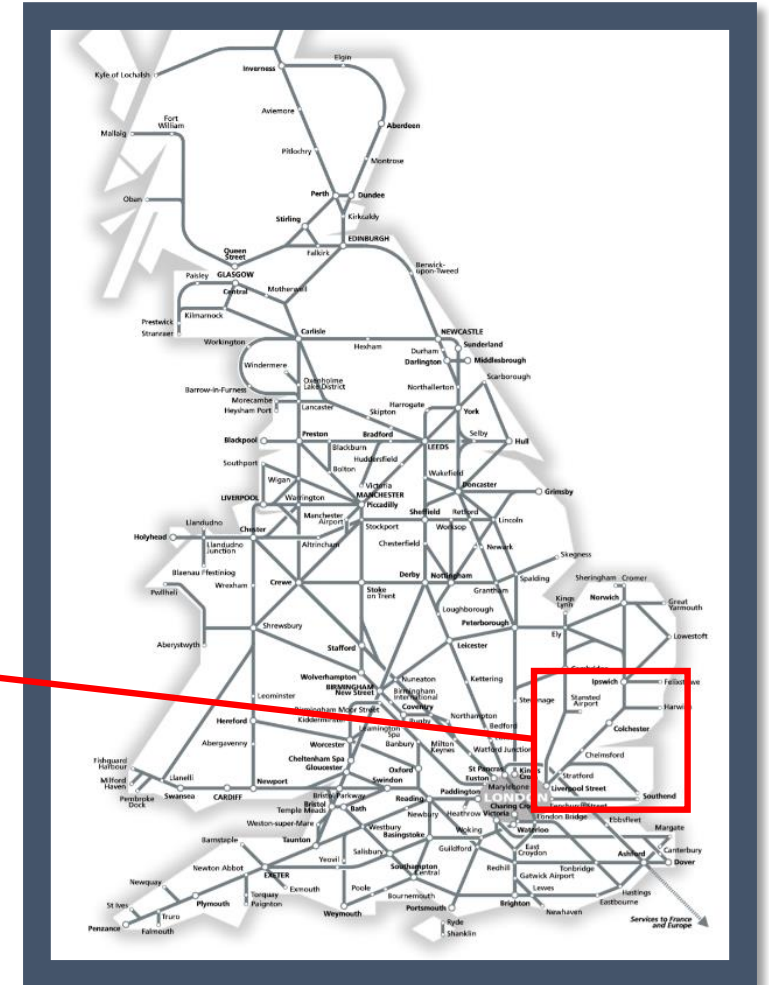 Elgin
Inverness
Kyle of Lochalsh
Aviemore
Fort
William
Mallaig
Aberdeen
Pitlochry
Montrose
Oban
Perth
Dundee
Stirling
Kirkcaldy
EDINBURGH
Queen
Street
Falkirk
Berwick-
upon-Tweed
Paisley
GLASGOW
Central
Motherwell
Kilmarnock
Prestwick
Stranraer
Carlisle
NEWCASTLE
Workington
Hexham
Sunderland
Durham
Darlington
Middlesbrough
Windermere
Scarborough
Oxenholme
Lake District
Northallerton
Barrow-in-Furness
Morecambe
Heysham Port
Lancaster
Harrogate
York
Skipton
Blackpool
Preston
Bradford
Selby
Hull
Blackburn
LEEDS
Huddersfield
Southport
Bolton
Wakefield
Wigan
Victoria
Doncaster
MANCHESTER
Piccadilly
Grimsby
LIVERPOOL
Warrington
Manchester
Airport
Sheffield
Retford
Lincoln
Llandudno
Chester
Stockport
Worksop
Holyhead
Llandudno
Junction
Altrincham
Chesterfield
Newark
Skegness
Blaenau Ffestiniog
Wrexham
Crewe
Stoke
on Trent
Derby
Nottingham
Grantham
Spalding
Sheringham
Cromer
Pwllheli
Kings
Lynn
Norwich
Great
Yarmouth
Loughborough
Peterborough
Ely
Lowestoft
Aberystwyth
Shrewsbury
Stafford
Leicester
Wolverhampton
Nuneaton
BIRMINGHAM
New Street
Birmingham
International
Kettering
Ipswich
Felixstowe
Leominster
Birmingham Moor Street
Coventry
Rugby
Stansted
Airport
Harwich
Hereford
Kidderminster
Northampton
Bedford
Colchester
Leamington
Spa
Worcester
Banbury
Milton
Keynes
Watford Junction
Chelmsford
Abergavenny
Cheltenham Spa
Gloucester
Oxford
St Pancras
Euston
Kings
Stratford
Fishguard
Harbour
Swindon
Marylebone
Liverpool Street
Milford
Haven
Llanelli
Newport
Paddington
LONDON
Southend
Pembroke
Dock
Swansea
CARDIFF
Bristol Parkway
Bristol
Temple Meads
Bath
Reading
Charing Cross
Newbury
Heathrow
Victoria
London Bridge
Ebbsfleet
Weston-super-Mare
Waterloo
Margate
Westbury
Basingstoke
Woking
Barnstaple
Taunton
Guildford
East
Croydon
Canterbury
Salisbury
Ashford
Dover
Newton Abbot
Yeovil
Southampton
Central
Redhill
Tonbridge
Gatwick Airport
EXETER
Newquay
Exmouth
Poole
Lewes
Hastings
Torquay
Paignton
Bournemouth
Eastbourne
St Ives
Plymouth
Portsmouth
Brighton
Newhaven
Truro
Weymouth
Penzance
Falmouth
Ryde
Shanklin
Services to France
and Europe